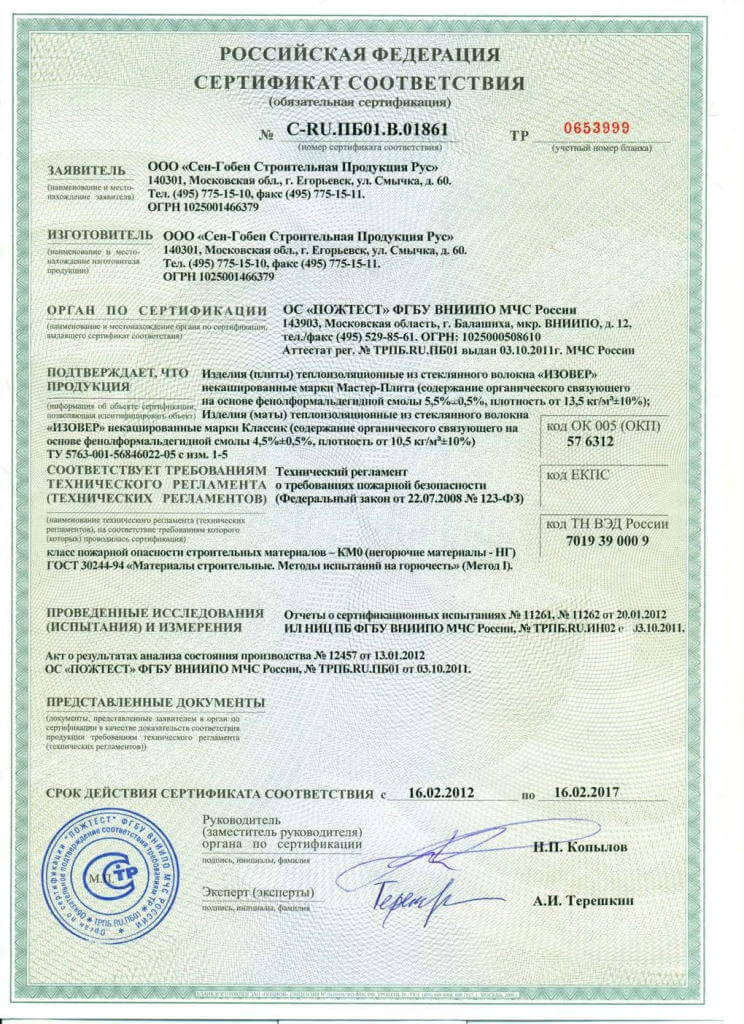 РОССИЙСКАЯ ФЕДЕРАЦИЯ
СЕРТИФИКАТ СООТВЕТСТВИЯ
(обязательная сертификация)
№ С-RU.ПБ01.В.01861 ТР 0653999
(номер сертификата соответствия) (учетный номер бланка)
ЗАЯВИТЕЛЬ ООО «Сен-Гобен Строительная Продукция Рус»
(наименование и место-
нахождение заявителя)
140301, Московская обл., г. Егорьевск, ул. Смычка, д. 60.
Тел. (495) 775-15-10, факс (495) 775-15-11.
ОГРН 1025001466379
ИЗГОТОВИТЕЛЬ ООО «Сен-Гобен Строительная Продукция Рус»
(наименование и место-
нахождение изготовителя
продукции)
140301, Московская обл., г. Егорьевск, ул. Смычка, д. 60.
Тел. (495) 775-15-10, факс (495) 775-15-11.
ОГРН 1025001466379
ОРГАН ПО СЕРТИФИКАЦИИ ОС «ПОЖТЕСТ» ФГБУ ВНИИПО МЧС России
(наименование и местонахождение органа по сертификации,
выдавшего сертификат соответствия)
143903, Московская область, г. Балашиха, мкр. ВНИИПО, д. 12,
тел./факс (495) 529-85-61. ОГРН: 1025000508610
Аттестат рег. № ТРПБ.RU.ПБ01 выдан 03.10.2011г. МЧС России
ПОДТВЕРЖДАЕТ, ЧТО
ПРОДУКЦИЯ
(информация об объекте сертификации,
позволяющая идентифицировать объект)
Изделия (плиты) теплоизоляционные из стеклянного волокна «ИЗОВЕР»
некашированные марки Мастер-Плита (содержание органического связующего
на основе фенолформальдегидной смолы 5,5%±0,5%, плотность от 13,5 кг/м³±10%);
Изделия (маты) теплоизоляционные из стеклянного волокна
«ИЗОВЕР» некашированные марки Классик (содержание органического связующего на
основе фенолформальдегидной смолы 4,5%±0,5%, плотность от 10,5 кг/м³±10%)
ТУ 5763-001-56846022-05 с изм. 1-5
код ОК 005 (ОКП)
57 6312
СООТВЕТСТВУЕТ ТРЕБОВАНИЯМ
ТЕХНИЧЕСКОГО РЕГЛАМЕНТА
(ТЕХНИЧЕСКИХ РЕГЛАМЕНТОВ)
Технический регламент
о требованиях пожарной безопасности
(Федеральный закон от 22.07.2008 № 123-ФЗ)
код ЕКПС
(наименование технического регламента (технических
регламентов), на соответствие требованиям которого
(которых) проводилась сертификация)
код ТН ВЭД России
7019 39 000 9
класс пожарной опасности строительных материалов – КМ0 (негорючие материалы - НГ)
ГОСТ 30244-94 «Материалы строительные. Методы испытаний на горючесть» (Метод I).
ПРОВЕДЕННЫЕ ИССЛЕДОВАНИЯ
(ИСПЫТАНИЯ) И ИЗМЕРЕНИЯ
Отчеты о сертификационных испытаниях № 11261, № 11262 от 20.01.2012
ИЛ НИЦ ПБ ФГБУ ВНИИПО МЧС России, № ТРПБ.RU.ИН02 03.10.2011.
Акт о результатах анализа состояния производства № 12457 от 13.01.2012
ОС «ПОЖТЕСТ» ФГБУ ВНИИПО МЧС России, № ТРПБ.RU.ПБ01 от 03.10.2011.
ПРЕДСТАВЛЕННЫЕ ДОКУМЕНТЫ
(документы, представленные заявителем в орган по
сертификации в качестве доказательств соответствия
продукции требованиям технического регламента
(технических регламентов))
СРОК ДЕЙСТВИЯ СЕРТИФИКАТА СООТВЕТСТВИЯ с 16.02.2012 по 16.02.2017
Руководитель
(заместитель руководителя)
органа по сертификации
подпись, инициалы, фамилия
Н.П. Копылов
М.П.
Эксперт (эксперты)
подпись, инициалы, фамилия
А.И. Терешкин